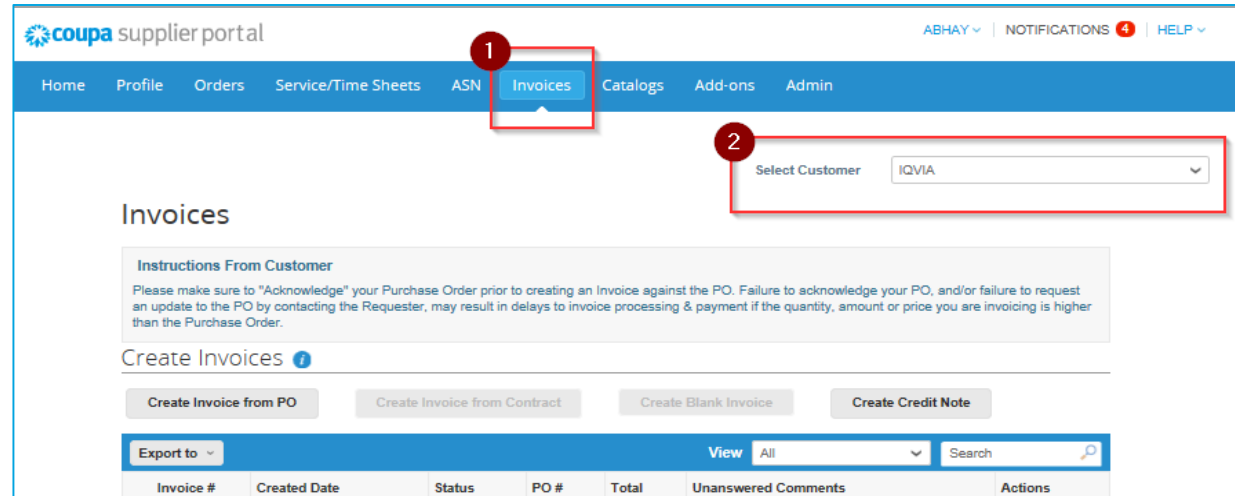 coupa supplier portal
ABHAY NOTIFICATIONS 4 HELP
1
Home Profile Orders Service/Time Sheets ASN Invoices Catalogs Add-ons Admin
2
Select Customer IQVIA
Invoices
Instructions From Customer
Please make sure to "Acknowledge" your Purchase Order prior to creating an Invoice against the PO. Failure to acknowledge your PO, and/or failure to request
an update to the PO by contacting the Requester, may result in delays to invoice processing & payment if the quantity, amount or price you are invoicing is higher
than the Purchase Order.
Create Invoices i
Create Invoice from PO Create Invoice from Contract Create Blank Invoice Create Credit Note
Export to View All Search
Invoice # Created Date Status PO # Total Unanswered Comments Actions